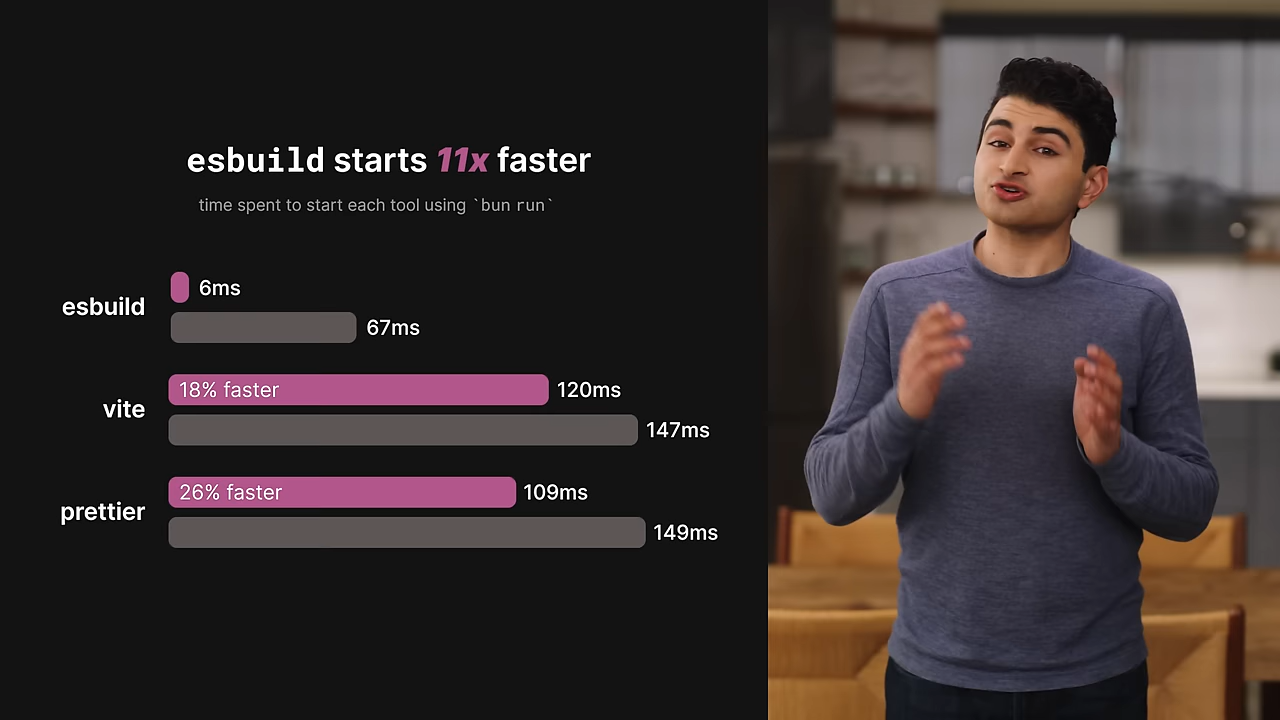 esbuild starts 11x faster
time spent to start each tool using `bun run`
esbuild
6ms
67ms
vite
18% faster
120ms
147ms
prettier
26% faster
109ms
149ms